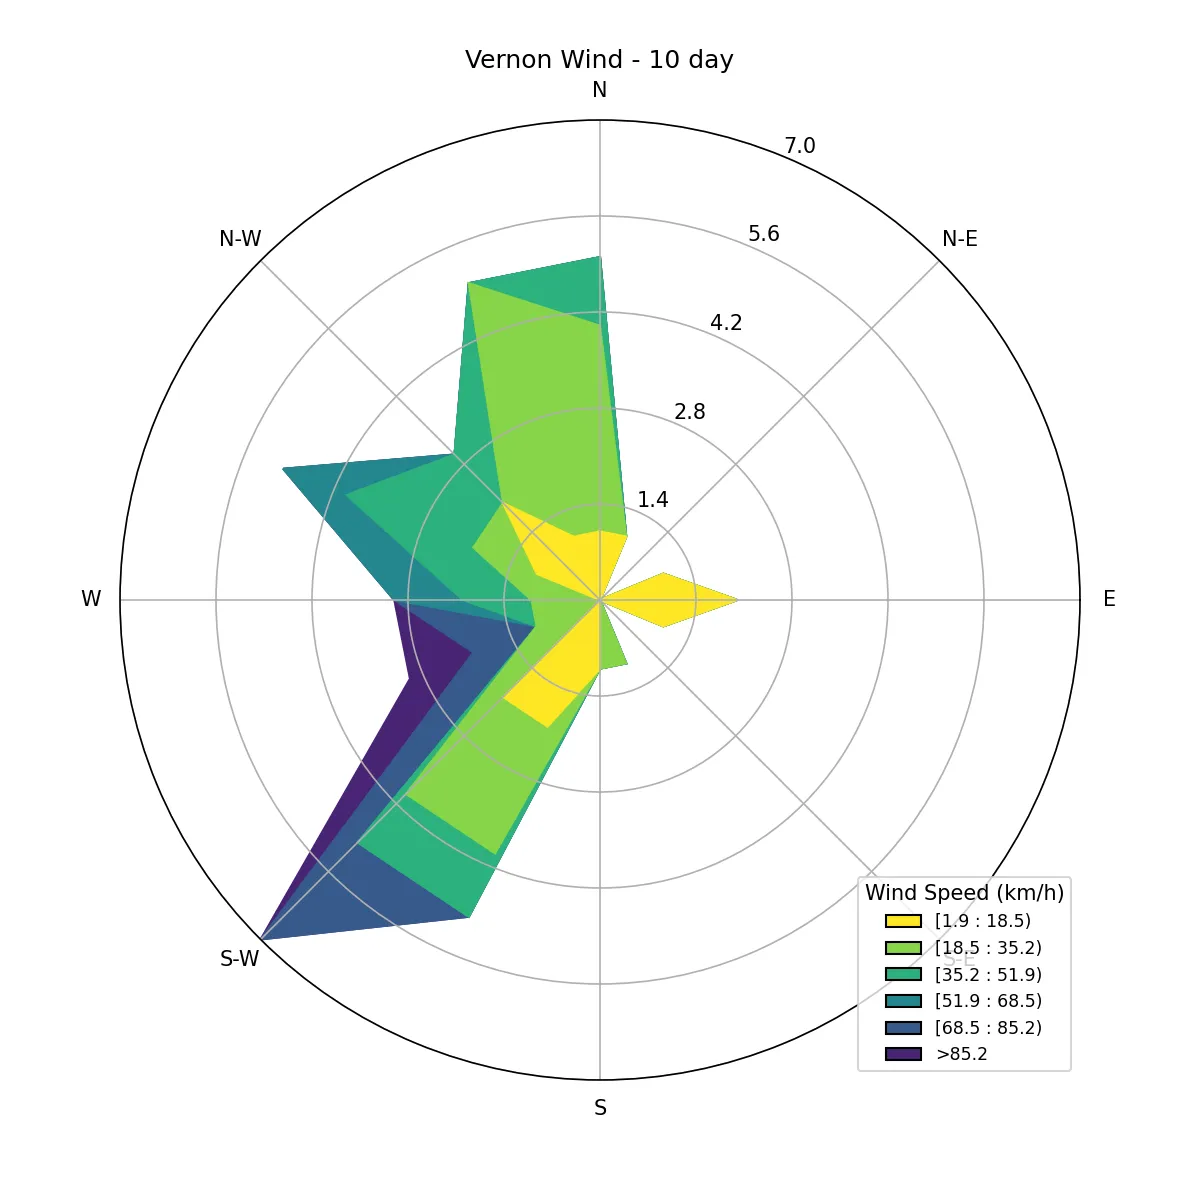 Vernon Wind - 10 day
N
7.0
N-W
5.6
N-E
4.2
2.8
1.4
W
E
S-W
S-E
S
Wind Speed (km/h)
[1.9 : 18.5)
[18.5 : 35.2)
[35.2 : 51.9)
[51.9 : 68.5)
[68.5 : 85.2)
>85.2